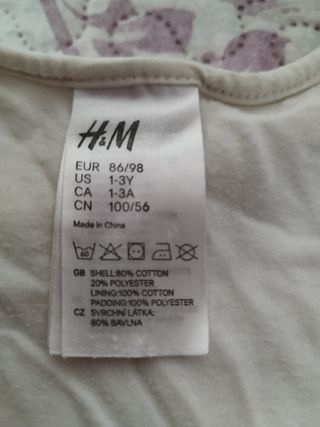 H&M
EUR 86/98
US 1-3Y
CA 1-3A
CN 100/56
Made in China
60
GB SHELL:80% COTTON
20% POLYESTER
LINING:100% COTTON
PADDING:100% POLYESTER
CZ SVRCHNÍ LÁTKA:
80% BAVLNA